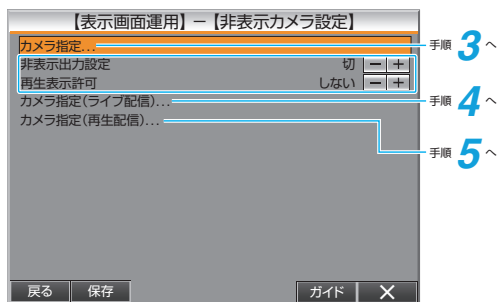 【表示画面運用】－【非表示カメラ設定】
カメラ指定...
手順 3 へ
非表示出力設定 切 － ＋
再生表示許可 しない － ＋
カメラ指定(ライブ配信)...
手順 4 へ
カメラ指定(再生配信)...
手順 5 へ
戻る 保存 ガイド ✕